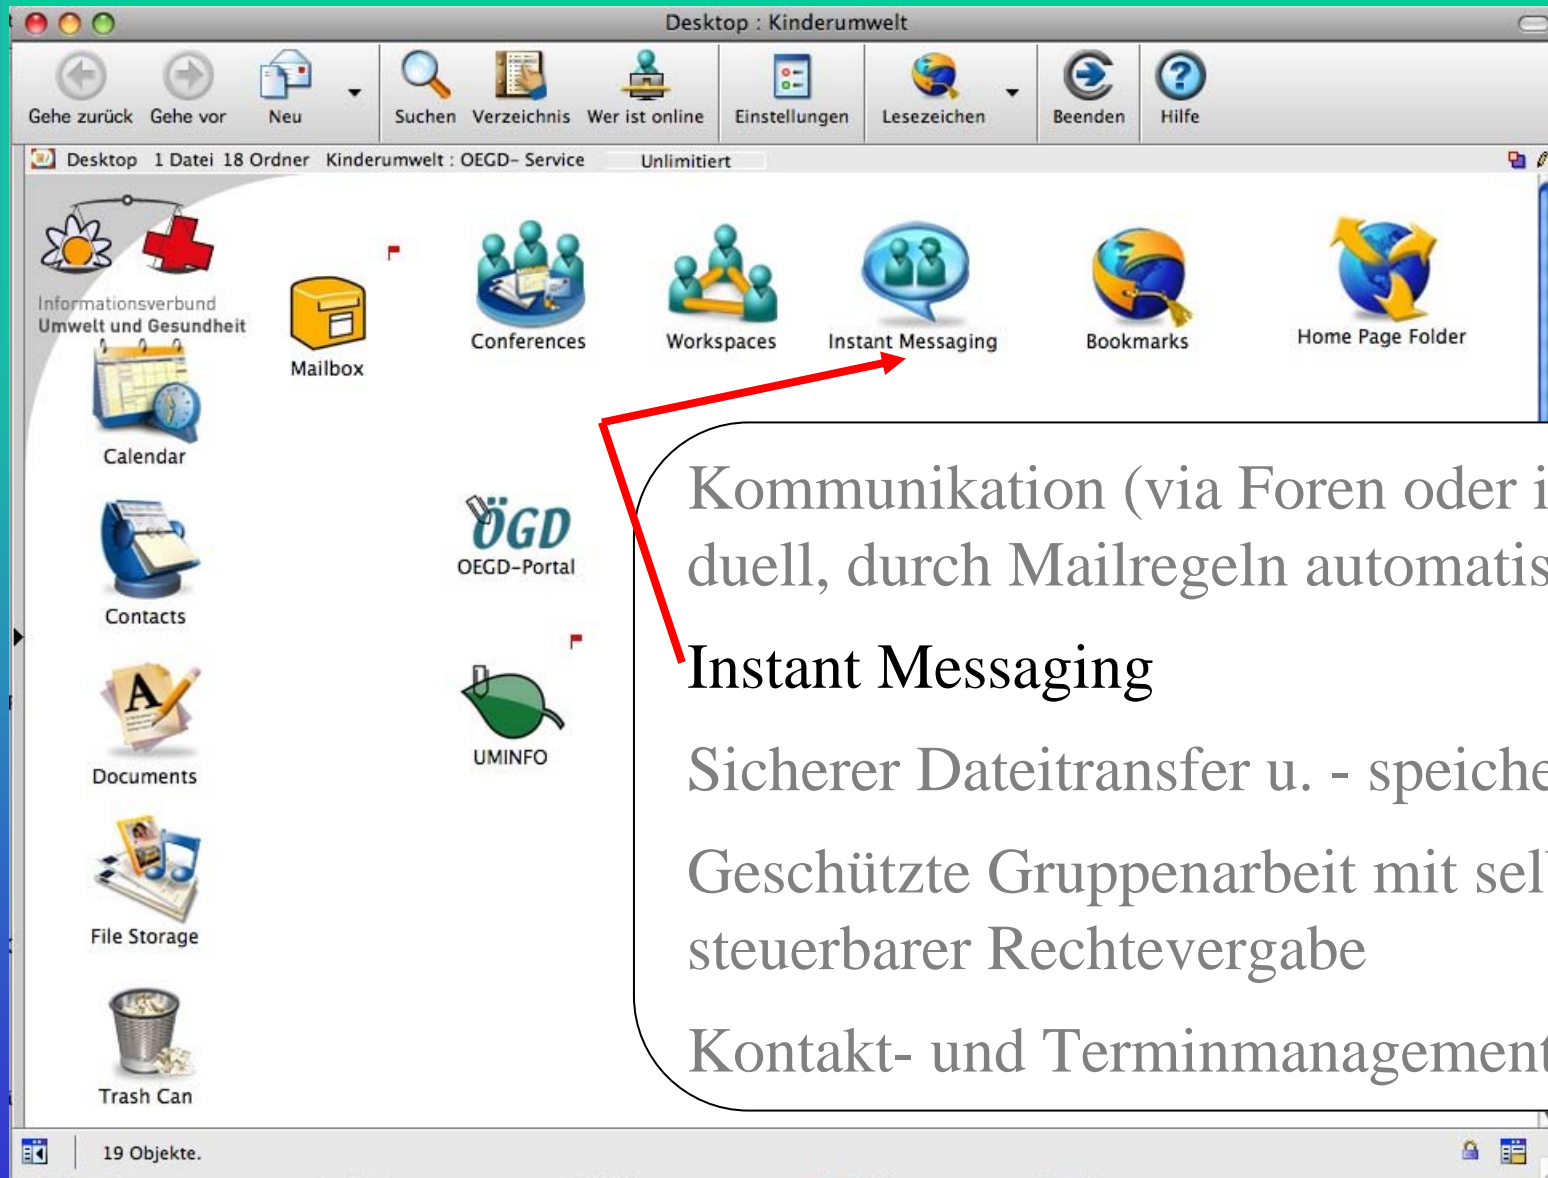 Desktop : Kinderumwelt
Gehe zurück Gehe vor Neu Suchen Verzeichnis Wer ist online Einstellungen Lesezeichen Beenden Hilfe
Desktop 1 Datei 18 Ordner Kinderumwelt : OEGD- Service Unlimitiert
Informationsverbund
Umwelt und Gesundheit
Mailbox
Conferences
Workspaces
Instant Messaging
Bookmarks
Home Page Folder
Calendar
Contacts
ÖGD
OEGD-Portal
Documents
UMINFO
File Storage
Trash Can
Kommunikation (via Foren oder i
duell, durch Mailregeln automatis
Instant Messaging
Sicherer Dateitransfer u. - speiche
Geschützte Gruppenarbeit mit sel
steuerbarer Rechtevergabe
Kontakt- und Terminmanagement
19 Objekte.